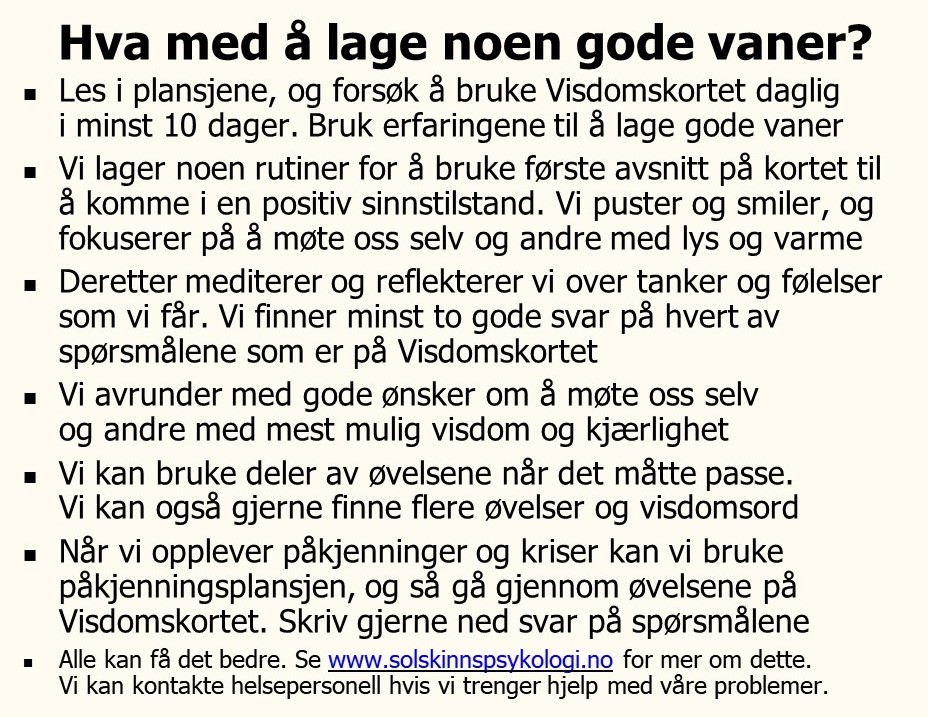 Hva med å lage noen gode vaner?
▪ Les i plansjene, og forsøk å bruke Visdomskortet daglig
i minst 10 dager. Bruk erfaringene til å lage gode vaner
▪ Vi lager noen rutiner for å bruke første avsnitt på kortet til
å komme i en positiv sinnstilstand. Vi puster og smiler, og
fokuserer på å møte oss selv og andre med lys og varme
▪ Deretter mediterer og reflekterer vi over tanker og følelser
som vi får. Vi finner minst to gode svar på hvert av
spørsmålene som er på Visdomskortet
▪ Vi avrunder med gode ønsker om å møte oss selv
og andre med mest mulig visdom og kjærlighet
▪ Vi kan bruke deler av øvelsene når det måtte passe.
Vi kan også gjerne finne flere øvelser og visdomsord
▪ Når vi opplever påkjenninger og kriser kan vi bruke
påkjenningsplansjen, og så gå gjennom øvelsene på
Visdomskortet. Skriv gjerne ned svar på spørsmålene
▪ Alle kan få det bedre. Se www.solskinnspsykologi.no for mer om dette.
Vi kan kontakte helsepersonell hvis vi trenger hjelp med våre problemer.